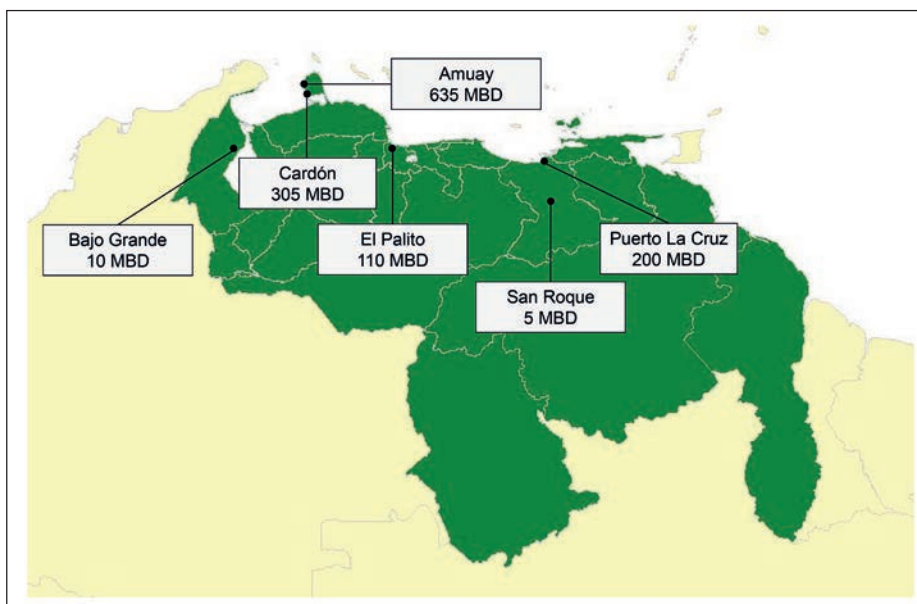 Amuay
635 MBD
Cardón
305 MBD
Bajo Grande
10 MBD
El Palito
110 MBD
Puerto La Cruz
200 MBD
San Roque
5 MBD